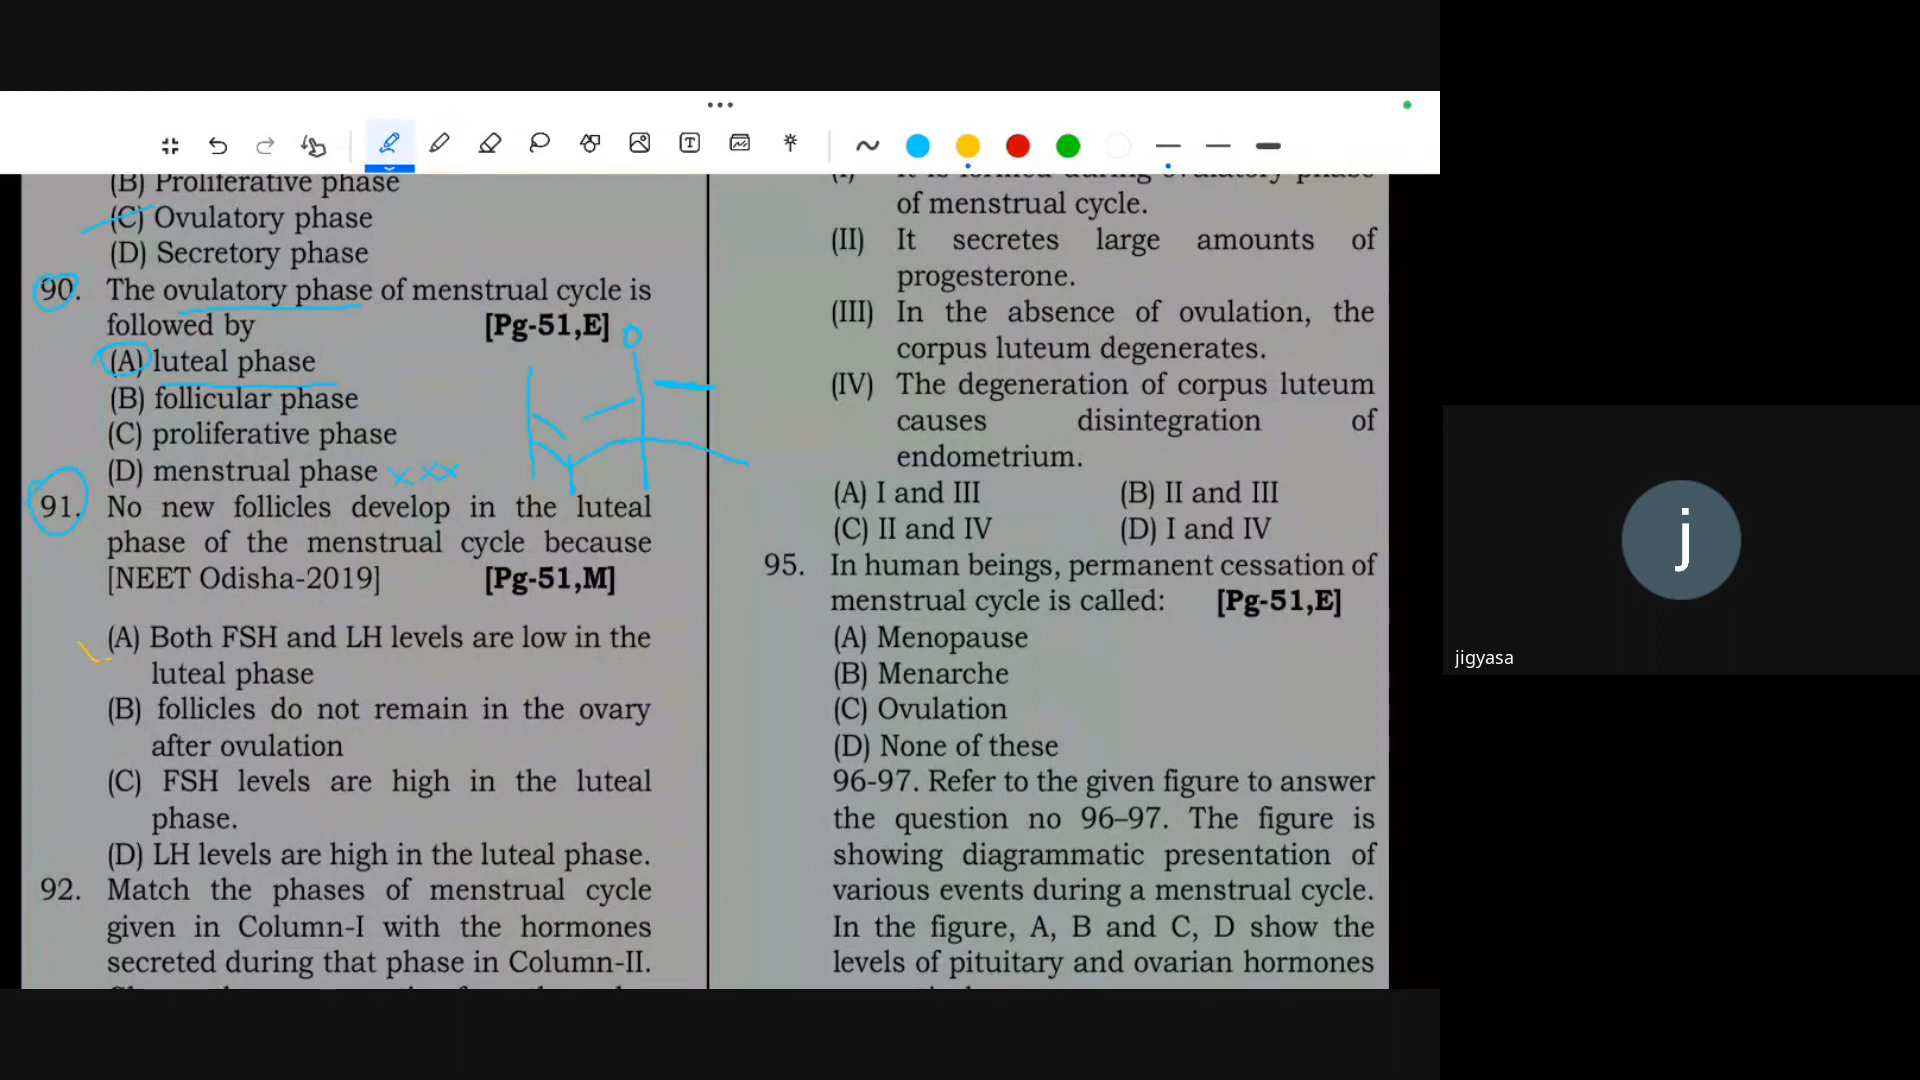 (B) Proliferative phase
(C) Ovulatory phase
(D) Secretory phase
90. The ovulatory phase of menstrual cycle is
followed by [Pg-51,E]
(A) luteal phase
(B) follicular phase
(C) proliferative phase
(D) menstrual phase xxx
91. No new follicles develop in the luteal
phase of the menstrual cycle because
[NEET Odisha-2019] [Pg-51,M]
(A) Both FSH and LH levels are low in the
luteal phase
(B) follicles do not remain in the ovary
after ovulation
(C) FSH levels are high in the luteal
phase.
(D) LH levels are high in the luteal phase.
92. Match the phases of menstrual cycle
given in Column-I with the hormones
secreted during that phase in Column-II.
(I) It is formed during ovulatory phase
of menstrual cycle.
(II) It secretes large amounts of
progesterone.
(III) In the absence of ovulation, the
corpus luteum degenerates.
(IV) The degeneration of corpus luteum
causes disintegration of
endometrium.
(A) I and III (B) II and III
(C) II and IV (D) I and IV
95. In human beings, permanent cessation of
menstrual cycle is called: [Pg-51,E]
(A) Menopause
(B) Menarche
(C) Ovulation
(D) None of these
96-97. Refer to the given figure to answer
the question no 96–97. The figure is
showing diagrammatic presentation of
various events during a menstrual cycle.
In the figure, A, B and C, D show the
levels of pituitary and ovarian hormones
j
jigyasa